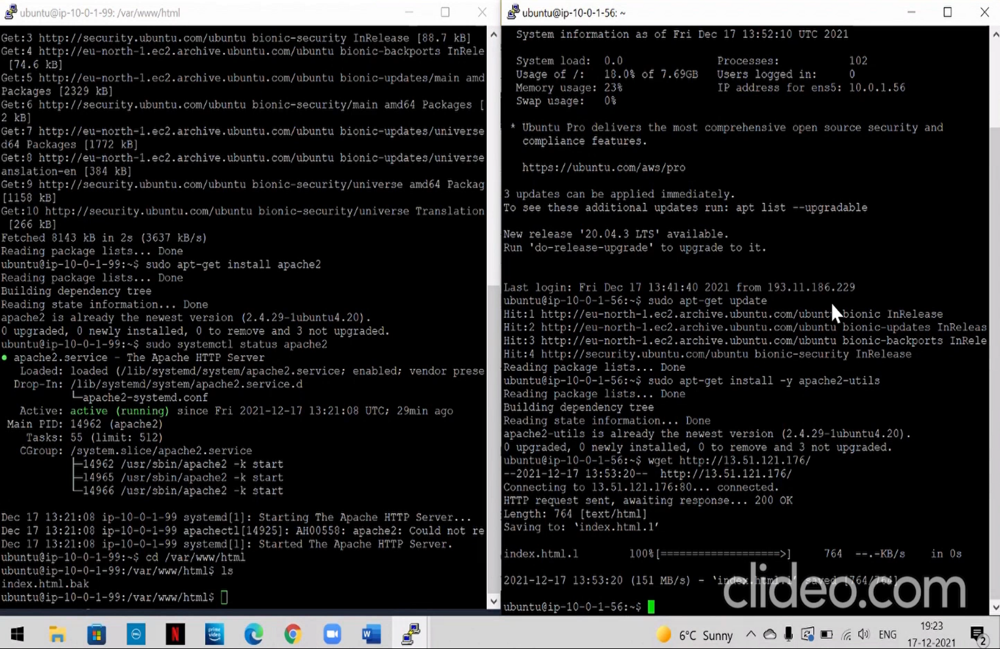 ubuntu@ip-10-0-1-99: /var/www/html
Get:3 http://security.ubuntu.com/ubuntu bionic-security InRelease [88.7 kB]
Get:4 http://eu-north-1.ec2.archive.ubuntu.com/ubuntu bionic-backports InRele
[74.6 kB]
Get:5 http://eu-north-1.ec2.archive.ubuntu.com/ubuntu bionic-updates/main amd
Packages [2329 kB]
Get:6 http://security.ubuntu.com/ubuntu bionic-security/main amd64 Packages [
2 kB]
Get:7 http://eu-north-1.ec2.archive.ubuntu.com/ubuntu bionic-updates/universe
d64 Packages [1772 kB]
Get:8 http://eu-north-1.ec2.archive.ubuntu.com/ubuntu bionic-updates/universe
anslation-en [384 kB]
Get:9 http://security.ubuntu.com/ubuntu bionic-security/universe amd64 Packag
[1158 kB]
Get:10 http://security.ubuntu.com/ubuntu bionic-security/universe Translation
[266 kB]
Fetched 8143 kB in 2s (3637 kB/s)
Reading package lists... Done
ubuntu@ip-10-0-1-99:~$ sudo apt-get install apache2
Reading package lists... Done
Building dependency tree
Reading state information... Done
apache2 is already the newest version (2.4.29-1ubuntu4.20).
0 upgraded, 0 newly installed, 0 to remove and 3 not upgraded.
ubuntu@ip-10-0-1-99:~$ sudo systemctl status apache2
● apache2.service - The Apache HTTP Server
Loaded: loaded (/lib/systemd/system/apache2.service; enabled; vendor prese
Drop-In: /lib/systemd/system/apache2.service.d
└─apache2-systemd.conf
Active: active (running) since Fri 2021-12-17 13:21:08 UTC; 29min ago
Main PID: 14962 (apache2)
Tasks: 55 (limit: 512)
CGroup: /system.slice/apache2.service
├─14962 /usr/sbin/apache2 -k start
├─14965 /usr/sbin/apache2 -k start
└─14966 /usr/sbin/apache2 -k start
Dec 17 13:21:08 ip-10-0-1-99 systemd[1]: Starting The Apache HTTP Server...
Dec 17 13:21:08 ip-10-0-1-99 apachectl[14925]: AH00558: apache2: Could not re
Dec 17 13:21:08 ip-10-0-1-99 systemd[1]: Started The Apache HTTP Server.
ubuntu@ip-10-0-1-99:~$ cd /var/www/html
ubuntu@ip-10-0-1-99:/var/www/html$ ls
index.html.bak
ubuntu@ip-10-0-1-99:/var/www/html$
ubuntu@ip-10-0-1-56: ~
System information as of Fri Dec 17 13:52:10 UTC 2021
System load: 0.0 Processes: 102
Usage of /: 18.0% of 7.69GB Users logged in: 0
Memory usage: 23% IP address for ens5: 10.0.1.56
Swap usage: 0%
* Ubuntu Pro delivers the most comprehensive open source security and
compliance features.
https://ubuntu.com/aws/pro
3 updates can be applied immediately.
To see these additional updates run: apt list --upgradable
New release '20.04.3 LTS' available.
Run 'do-release-upgrade' to upgrade to it.
Last login: Fri Dec 17 13:41:40 2021 from 193.11.186.229
ubuntu@ip-10-0-1-56:~$ sudo apt-get update
Hit:1 http://eu-north-1.ec2.archive.ubuntu.com/ubuntu bionic InRelease
Hit:2 http://eu-north-1.ec2.archive.ubuntu.com/ubuntu bionic-updates InReleas
Hit:3 http://eu-north-1.ec2.archive.ubuntu.com/ubuntu bionic-backports InRele
Hit:4 http://security.ubuntu.com/ubuntu bionic-security InRelease
Reading package lists... Done
ubuntu@ip-10-0-1-56:~$ sudo apt-get install -y apache2-utils
Reading package lists... Done
Building dependency tree
Reading state information... Done
apache2-utils is already the newest version (2.4.29-1ubuntu4.20).
0 upgraded, 0 newly installed, 0 to remove and 3 not upgraded.
ubuntu@ip-10-0-1-56:~$ wget http://13.51.121.176/
--2021-12-17 13:53:20-- http://13.51.121.176/
Connecting to 13.51.121.176:80... connected.
HTTP request sent, awaiting response... 200 OK
Length: 764 [text/html]
Saving to: ‘index.html.1’
index.html.1 100%[===================>] 764 --.-KB/s in 0s
2021-12-17 13:53:20 (151 MB/s) - ‘index.html.1’ saved [764/764]
ubuntu@ip-10-0-1-56:~$
clideo.com
DELL
N
prime video
W
6°C Sunny
ENG
19:23
17-12-2021
2